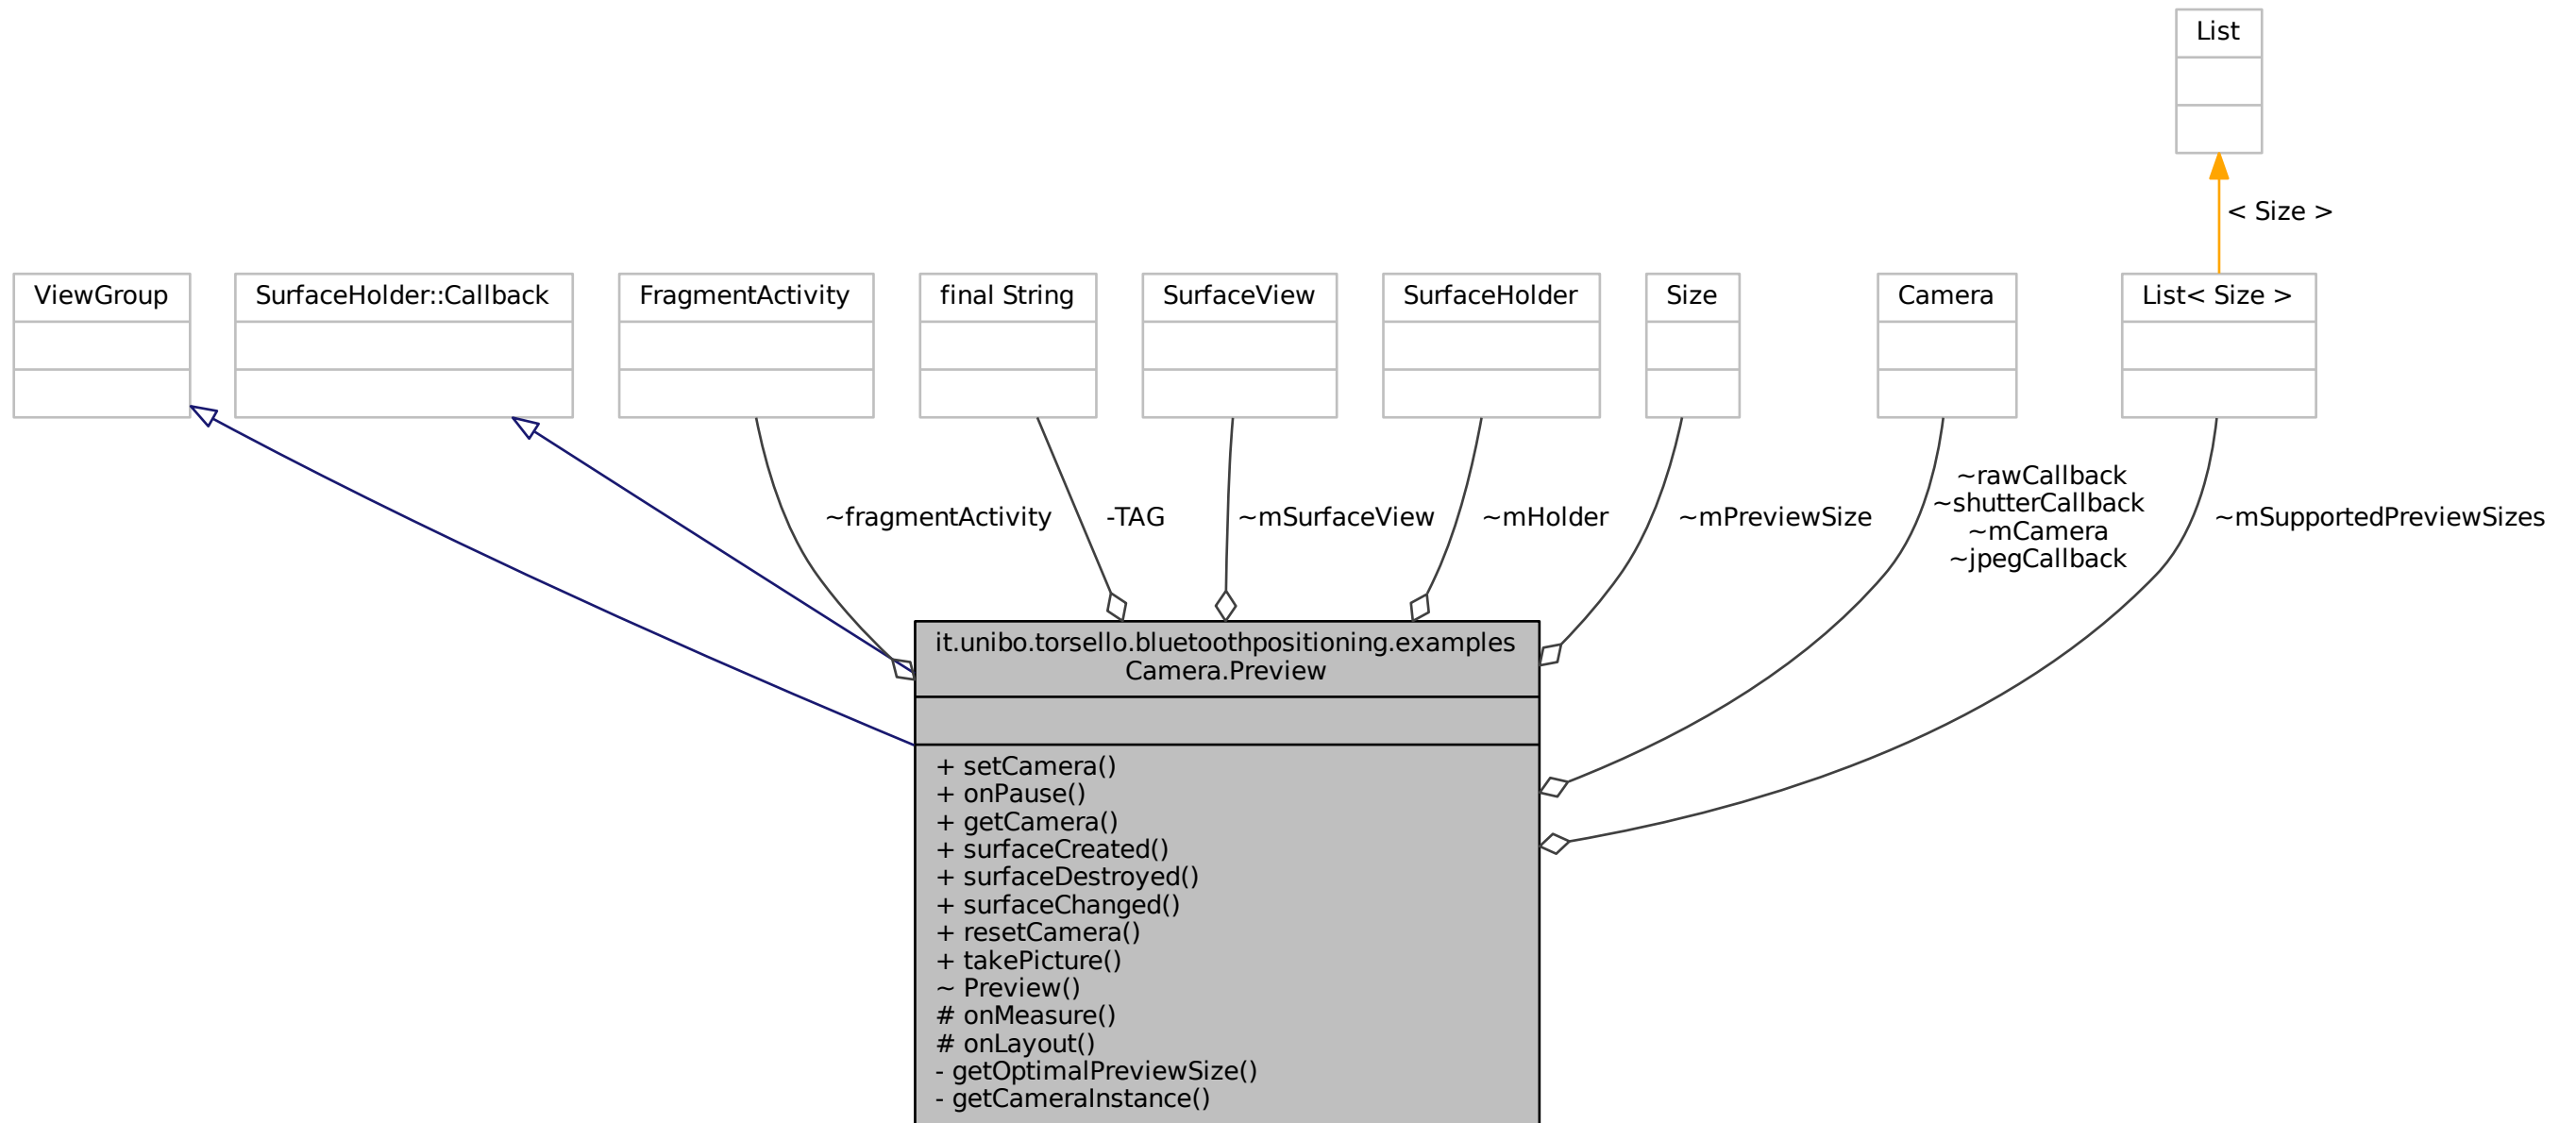 List
< Size >
ViewGroup
SurfaceHolder::Callback
FragmentActivity
final String
SurfaceView
SurfaceHolder
Size
Camera
List< Size >
~fragmentActivity
-TAG
~mSurfaceView
~mHolder
~mPreviewSize
~rawCallback
~shutterCallback
~mCamera
~jpegCallback
~mSupportedPreviewSizes
it.unibo.torsello.bluetoothpositioning.examples
Camera.Preview
+ setCamera()
+ onPause()
+ getCamera()
+ surfaceCreated()
+ surfaceDestroyed()
+ surfaceChanged()
+ resetCamera()
+ takePicture()
~ Preview()
# onMeasure()
# onLayout()
- getOptimalPreviewSize()
- getCameraInstance()